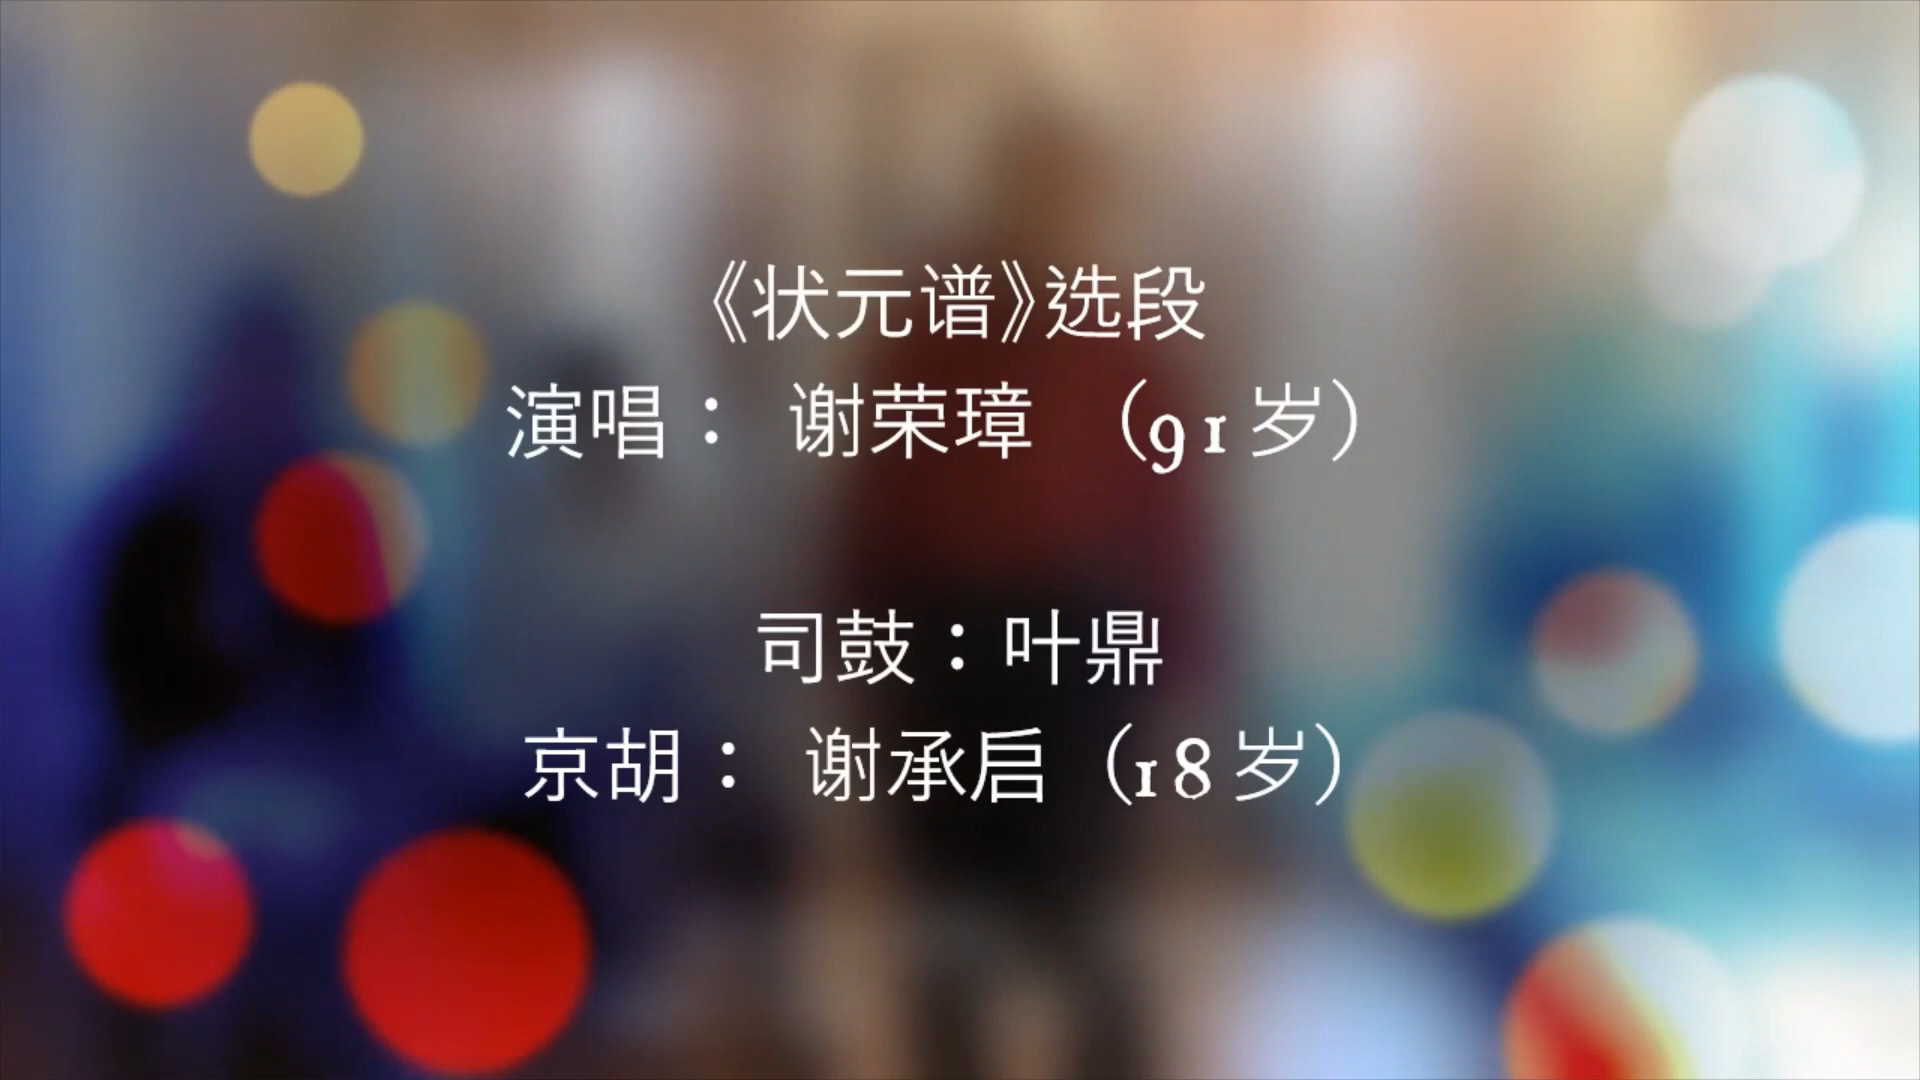 《状元谱》选段
演唱： 谢荣璋 （91岁）
司鼓：叶鼎
京胡： 谢承启（18岁）